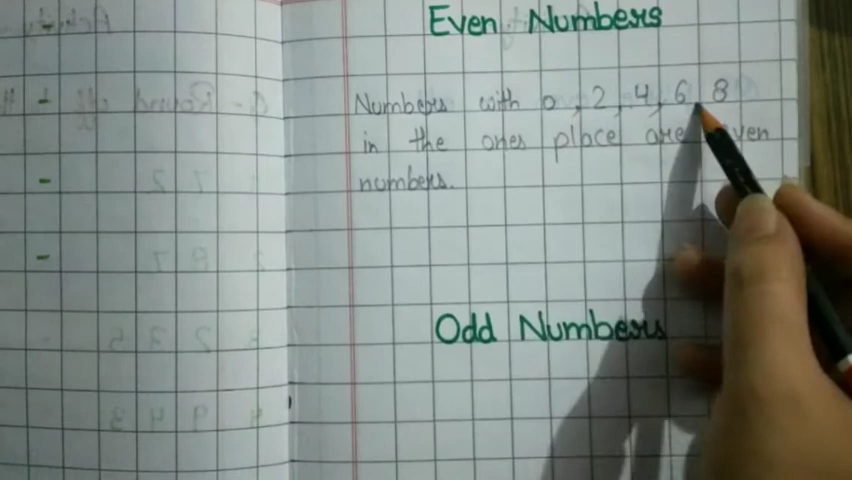 Even Numbers
Numbers with 0, 2, 4, 6, 8
in the ones place are even
numbers.
Odd Numbers